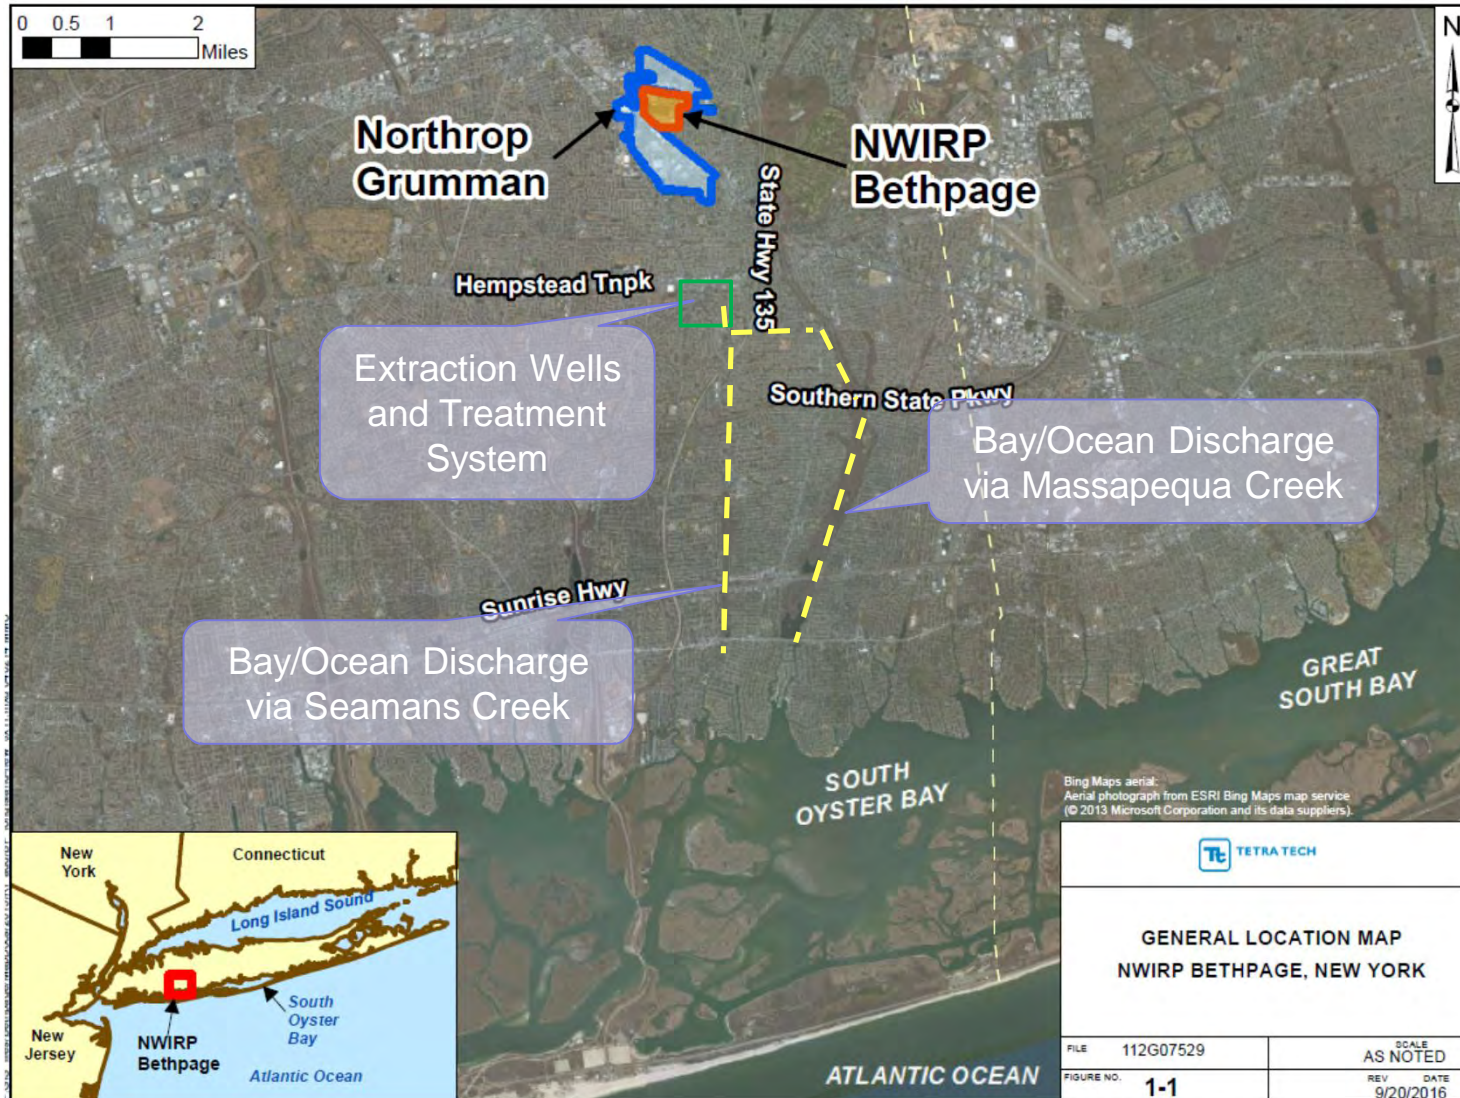 0 0.5 1 2
Miles
N
Northrop
Grumman
NWIRP
Bethpage
State Hwy 135
Hempstead Tnpk
Extraction Wells
and Treatment
System
Southern State Pkwy
Bay/Ocean Discharge
via Massapequa Creek
Sunrise Hwy
Bay/Ocean Discharge
via Seamans Creek
GREAT
SOUTH BAY
SOUTH
OYSTER BAY
Bing Maps aerial:
Aerial photograph from ESRI Bing Maps map service
(© 2013 Microsoft Corporation and its data suppliers).
ATLANTIC OCEAN
New
York
Connecticut
Long Island Sound
South
Oyster
Bay
New
Jersey
NWIRP
Bethpage
Atlantic Ocean
Tt TETRA TECH
GENERAL LOCATION MAP
NWIRP BETHPAGE, NEW YORK
FILE 112G07529
SCALE
AS NOTED
FIGURE NO. 1-1
REV DATE
9/20/2016